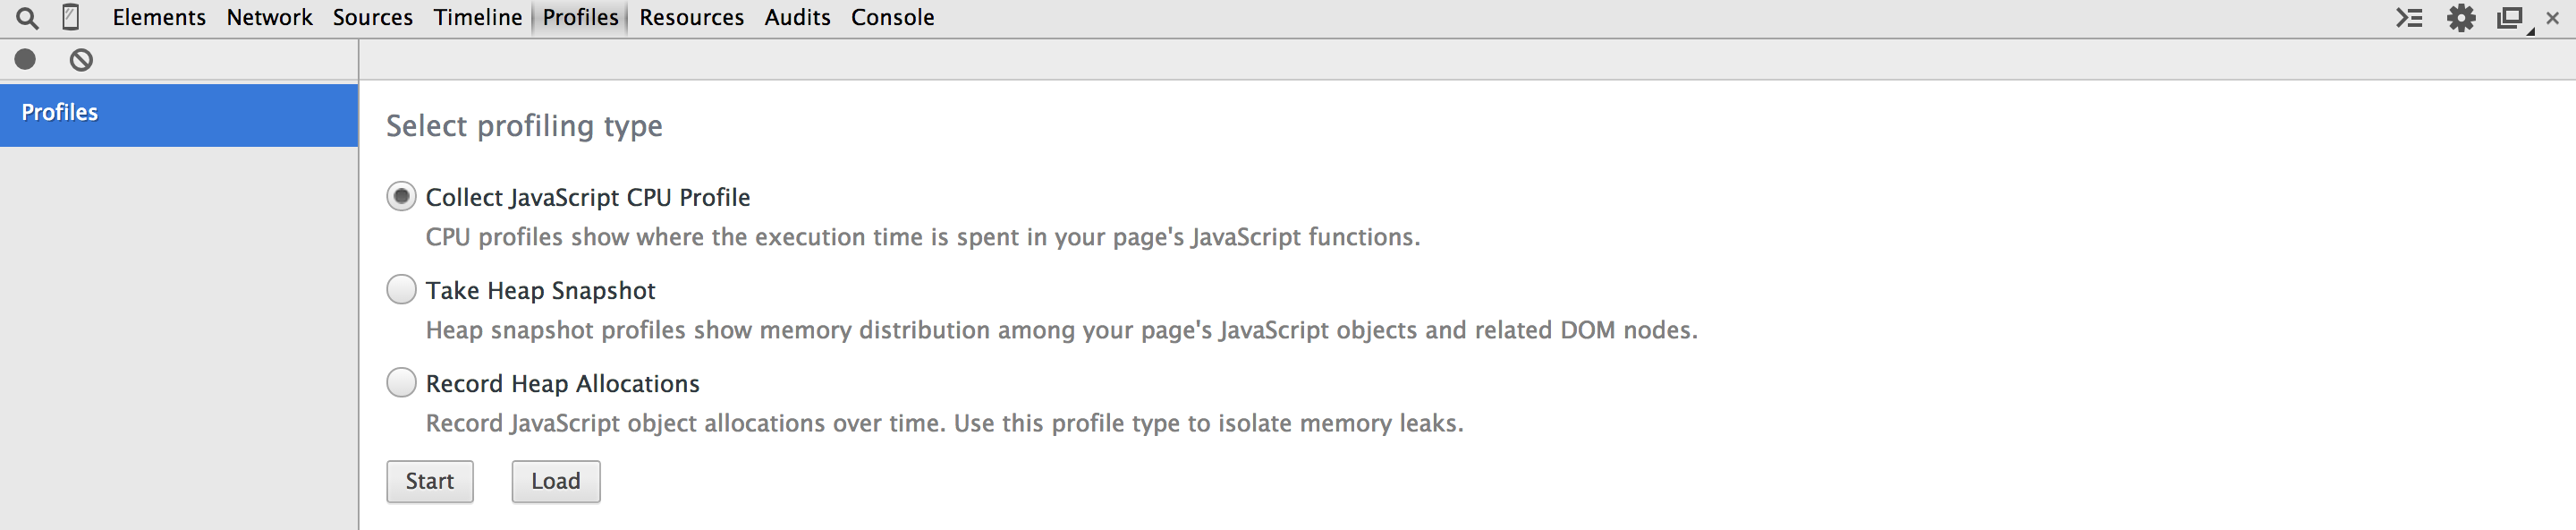 Elements Network Sources Timeline Profiles Resources Audits Console
Profiles
Select profiling type
Collect JavaScript CPU Profile
CPU profiles show where the execution time is spent in your page's JavaScript functions.
Take Heap Snapshot
Heap snapshot profiles show memory distribution among your page's JavaScript objects and related DOM nodes.
Record Heap Allocations
Record JavaScript object allocations over time. Use this profile type to isolate memory leaks.
Start Load